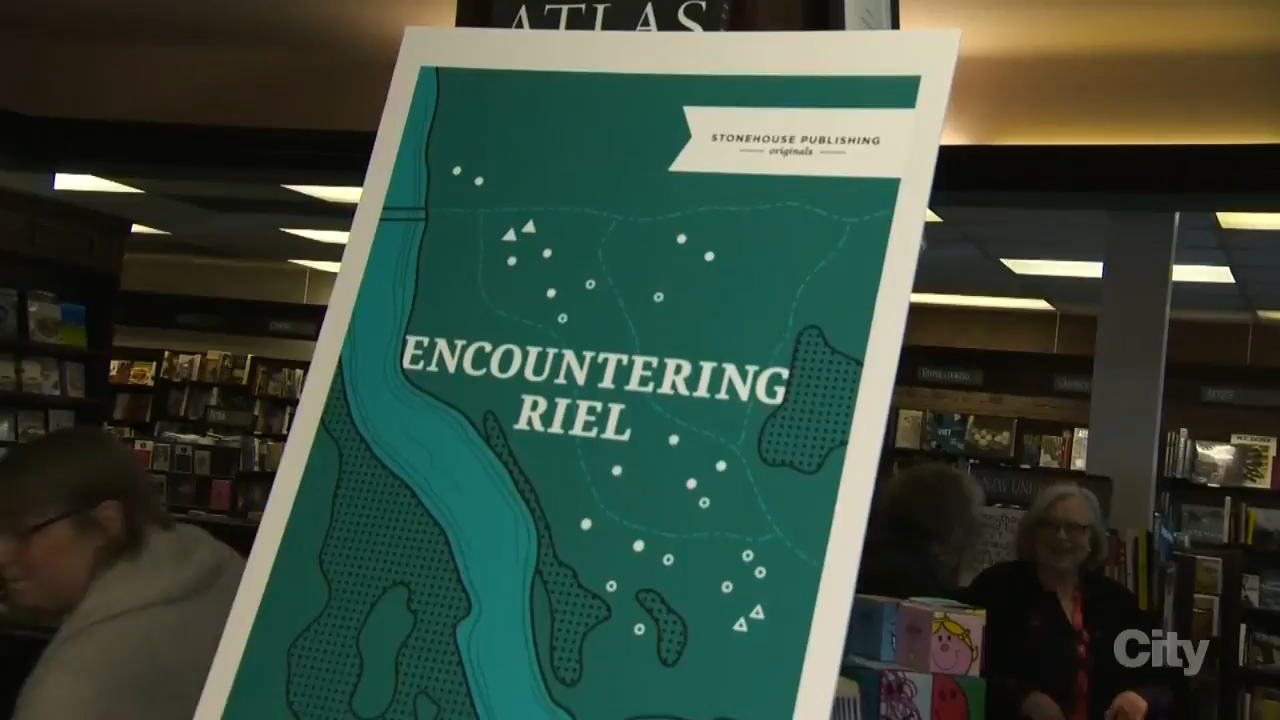 ATLAS
STONEHOUSE PUBLISHING
originals
ENCOUNTERING
RIEL
City